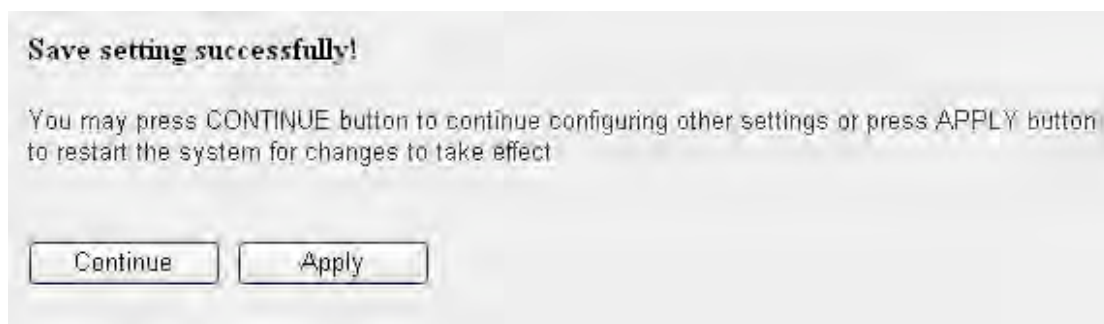 Save setting successfully!
You may press CONTINUE button to continue configuring other settings or press APPLY button
to restart the system for changes to take effect
Continue
Apply